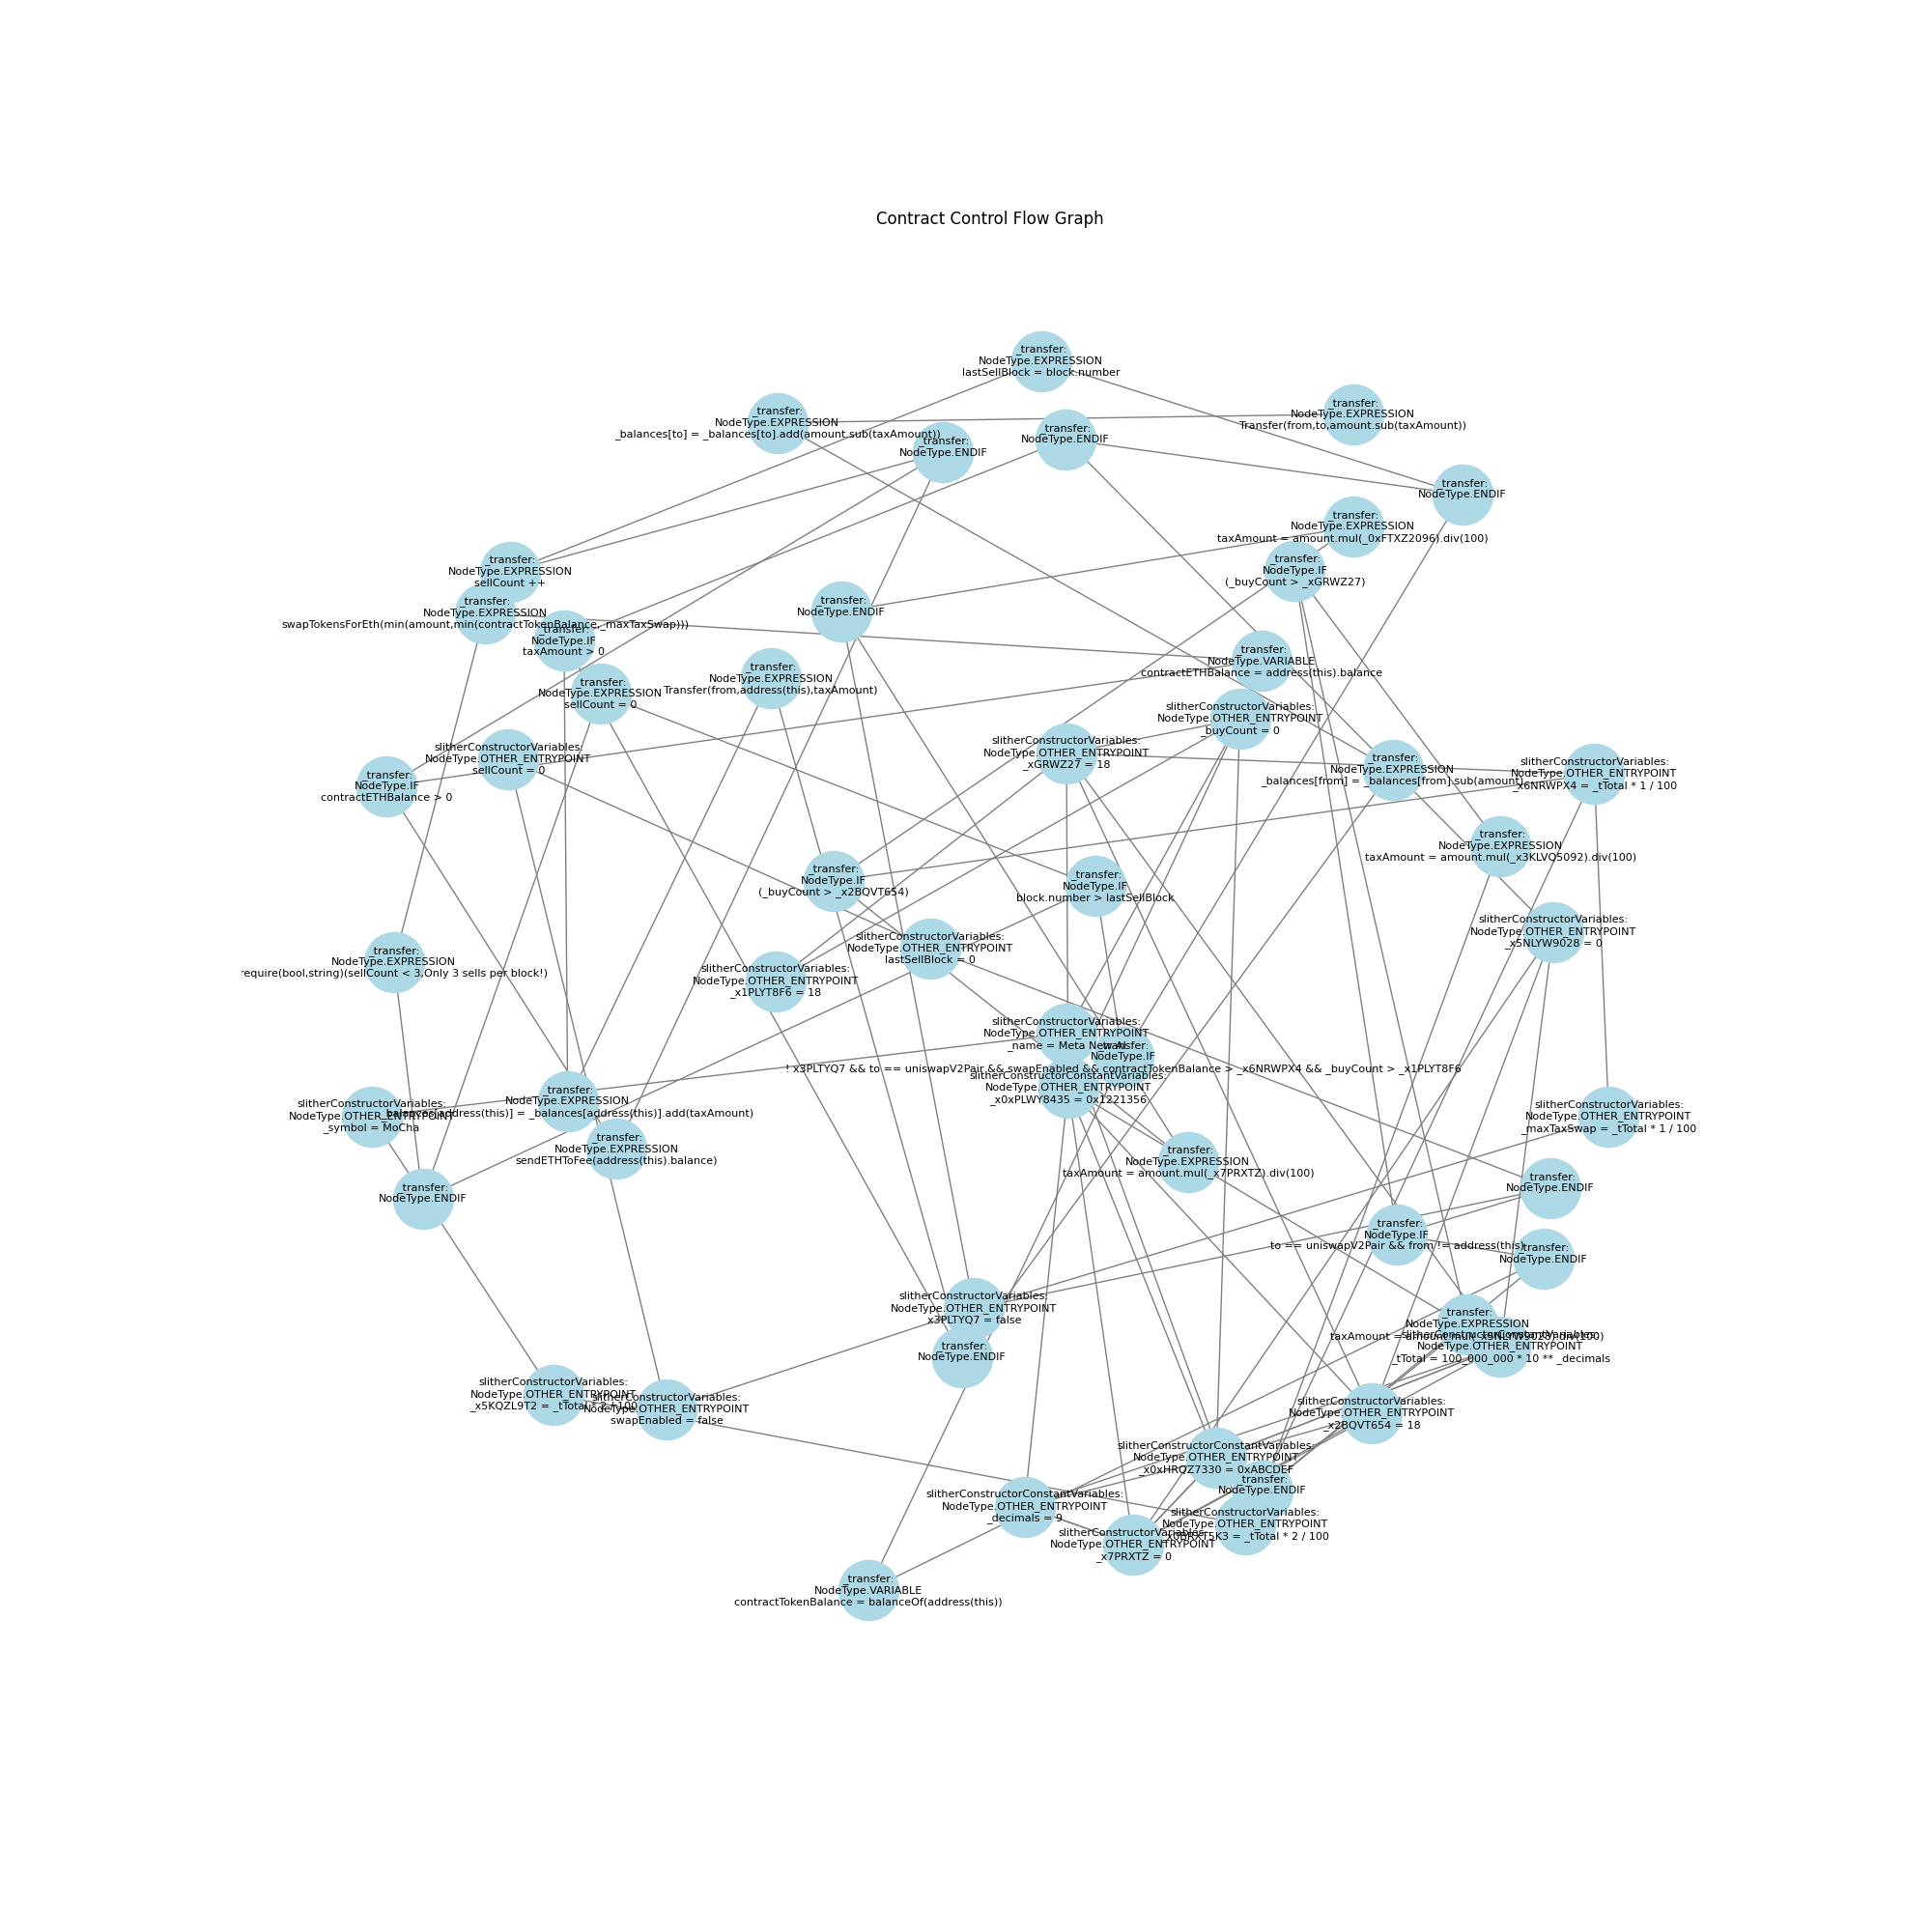 Contract Control Flow Graph
_transfer:
NodeType.EXPRESSION
lastSellBlock = block.number
_transfer:
NodeType.EXPRESSION
_balances[to] = _balances[to].add(amount.sub(taxAmount))
_transfer:
NodeType.EXPRESSION
Transfer(from,to,amount.sub(taxAmount))
_transfer:
NodeType.ENDIF
_transfer:
NodeType.ENDIF
_transfer:
NodeType.ENDIF
_transfer:
NodeType.EXPRESSION
taxAmount = amount.mul(_0xFTXZ2096).div(100)
_transfer:
NodeType.IF
(_buyCount > _xGRWZ27)
_transfer:
NodeType.EXPRESSION
sellCount ++
_transfer:
NodeType.EXPRESSION
swapTokensForEth(min(amount,min(contractTokenBalance,_maxTaxSwap)))
_transfer:
NodeType.IF
taxAmount > 0
_transfer:
NodeType.ENDIF
_transfer:
NodeType.VARIABLE
contractETHBalance = address(this).balance
_transfer:
NodeType.EXPRESSION
Transfer(from,address(this),taxAmount)
_transfer:
NodeType.EXPRESSION
sellCount = 0
slitherConstructorVariables:
NodeType.OTHER_ENTRYPOINT
_buyCount = 0
slitherConstructorVariables:
NodeType.OTHER_ENTRYPOINT
_xGRWZ27 = 18
slitherConstructorVariables:
NodeType.OTHER_ENTRYPOINT
sellCount = 0
_transfer:
NodeType.IF
contractETHBalance > 0
_transfer:
NodeType.EXPRESSION
_balances[from] = _balances[from].sub(amount)
slitherConstructorVariables:
NodeType.OTHER_ENTRYPOINT
_x6NRWPX4 = _tTotal * 1 / 100
_transfer:
NodeType.EXPRESSION
taxAmount = amount.mul(_x3KLVQ5092).div(100)
_transfer:
NodeType.IF
(_buyCount > _x2BQVT654)
_transfer:
NodeType.IF
block.number > lastSellBlock
slitherConstructorVariables:
NodeType.OTHER_ENTRYPOINT
_x5NLYW9028 = 0
slitherConstructorVariables:
NodeType.OTHER_ENTRYPOINT
lastSellBlock = 0
_transfer:
NodeType.EXPRESSION
require(bool,string)(sellCount < 3,Only 3 sells per block!)
slitherConstructorVariables:
NodeType.OTHER_ENTRYPOINT
_x1PLYT8F6 = 18
slitherConstructorVariables:
NodeType.OTHER_ENTRYPOINT
_name = Meta New AI
_transfer:
NodeType.IF
! x3PLTYQ7 && to == uniswapV2Pair && swapEnabled && contractTokenBalance > _x6NRWPX4 && _buyCount > _x1PLYT8F6
slitherConstructorConstantVariables:
NodeType.OTHER_ENTRYPOINT
_x0xPLWY8435 = 0x1221356
_transfer:
NodeType.EXPRESSION
_balances[address(this)] = _balances[address(this)].add(taxAmount)
slitherConstructorVariables:
NodeType.OTHER_ENTRYPOINT
_symbol = MoCha
slitherConstructorVariables:
NodeType.OTHER_ENTRYPOINT
_maxTaxSwap = _tTotal * 1 / 100
_transfer:
NodeType.EXPRESSION
sendETHToFee(address(this).balance)
_transfer:
NodeType.EXPRESSION
taxAmount = amount.mul(_x7PRXTZ).div(100)
_transfer:
NodeType.ENDIF
_transfer:
NodeType.ENDIF
_transfer:
NodeType.IF
to == uniswapV2Pair && from != address(this)
_transfer:
NodeType.ENDIF
slitherConstructorVariables:
NodeType.OTHER_ENTRYPOINT
x3PLTYQ7 = false
_transfer:
NodeType.EXPRESSION
taxAmount = amount.mul(_x5NLYW9028).div(100)
slitherConstructorConstantVariables:
NodeType.OTHER_ENTRYPOINT
_tTotal = 100_000_000 * 10 ** _decimals
_transfer:
NodeType.ENDIF
slitherConstructorVariables:
NodeType.OTHER_ENTRYPOINT
_x5KQZL9T2 = _tTotal * 2 / 100
slitherConstructorVariables:
NodeType.OTHER_ENTRYPOINT
swapEnabled = false
slitherConstructorVariables:
NodeType.OTHER_ENTRYPOINT
_x2BQVT654 = 18
slitherConstructorConstantVariables:
NodeType.OTHER_ENTRYPOINT
_x0xHRQZ7330 = 0xABCDEF
_transfer:
NodeType.ENDIF
slitherConstructorConstantVariables:
NodeType.OTHER_ENTRYPOINT
_decimals = 9
slitherConstructorVariables:
NodeType.OTHER_ENTRYPOINT
= _tTotal * 2 / 100
slitherConstructorVariables:
NodeType.OTHER_ENTRYPOINT
_x7PRXTZ = 0
_transfer:
NodeType.VARIABLE
contractTokenBalance = balanceOf(address(this))